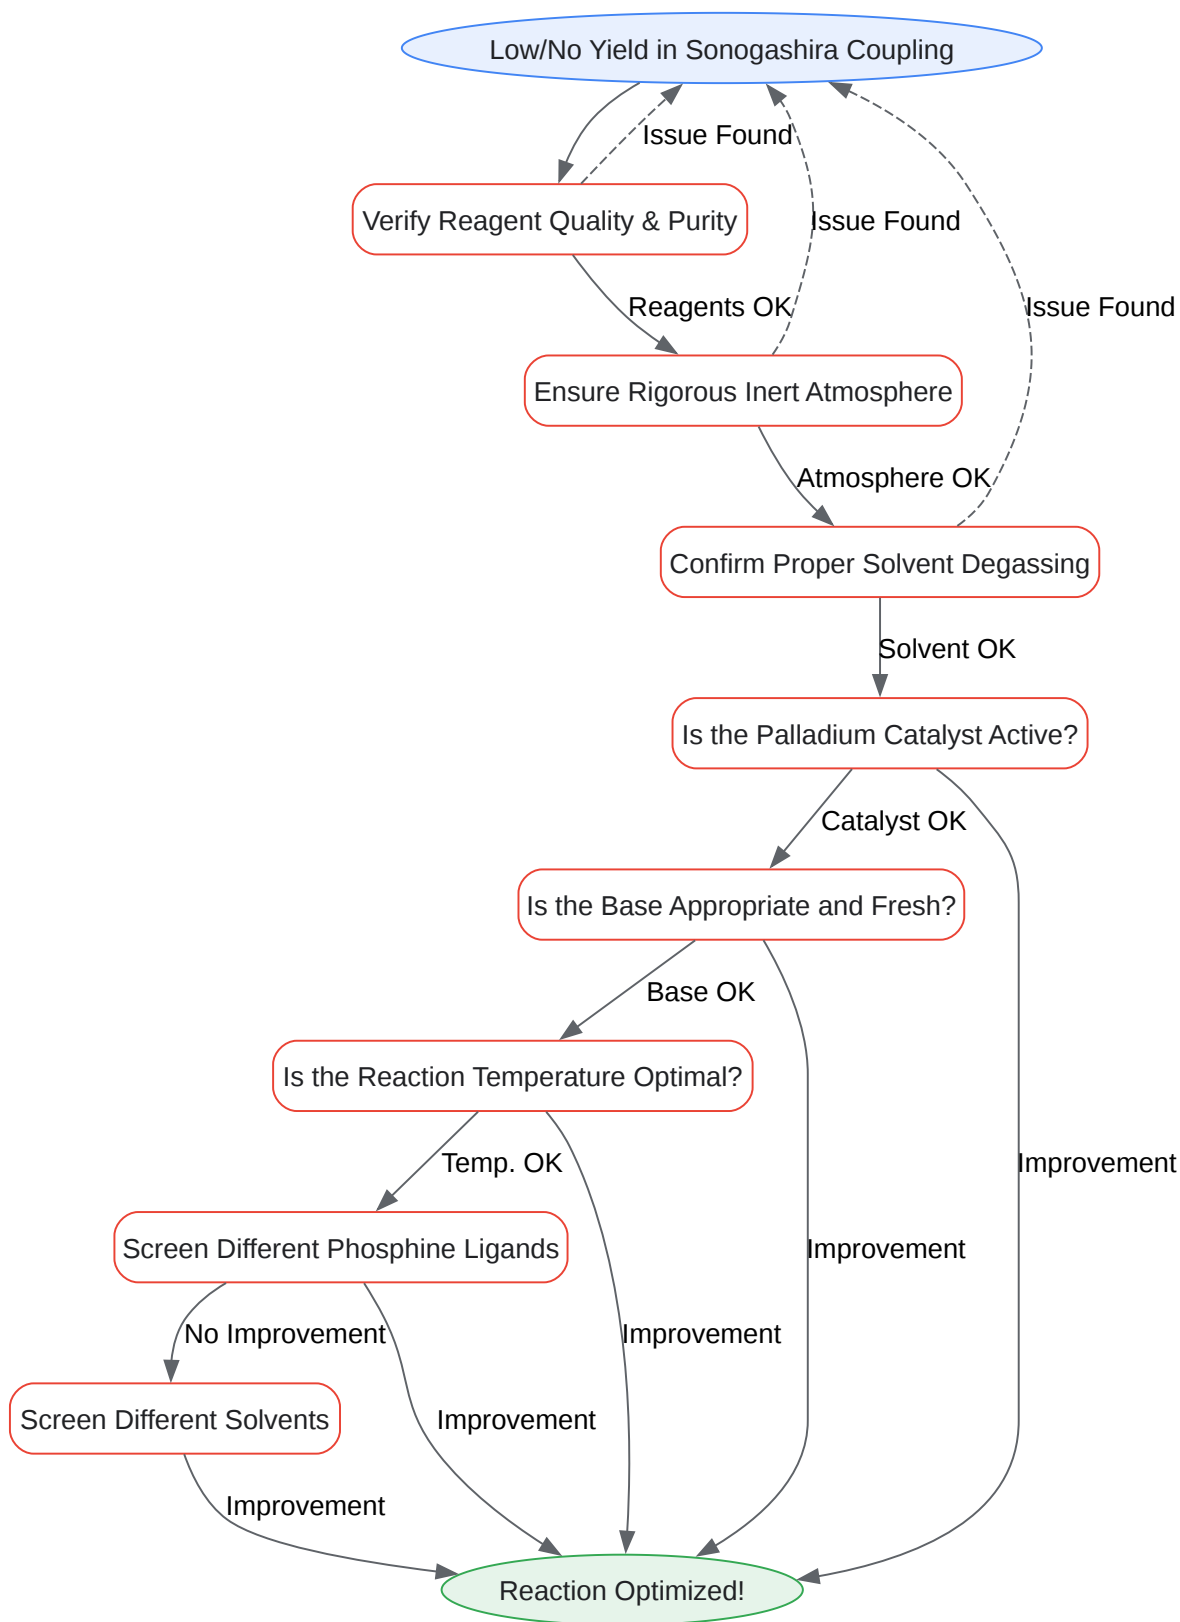 Low/No Yield in Sonogashira Coupling
Issue Found
Verify Reagent Quality & Purity
Issue Found
Reagents OK
Issue Found
Ensure Rigorous Inert Atmosphere
Atmosphere OK
Confirm Proper Solvent Degassing
Solvent OK
Is the Palladium Catalyst Active?
Catalyst OK
Is the Base Appropriate and Fresh?
Base OK
Is the Reaction Temperature Optimal?
Temp. OK
Improvement
Screen Different Phosphine Ligands
Improvement
No Improvement
Improvement
Screen Different Solvents
Improvement
Improvement
Reaction Optimized!